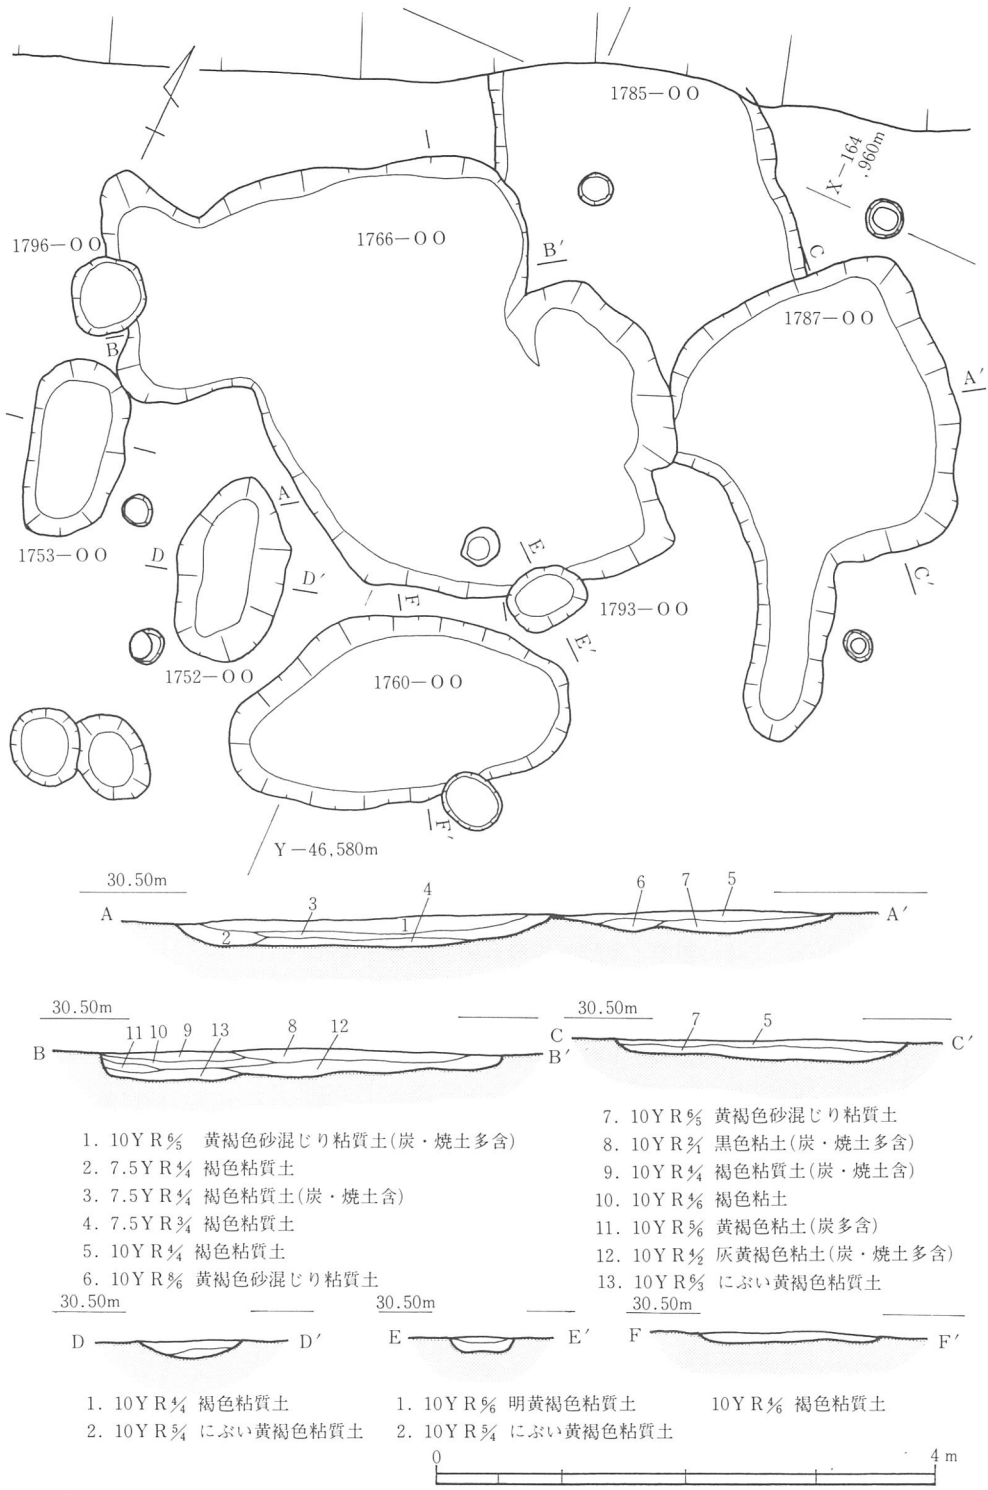 1785-OO
X-164
,960m
1796-OO
1766-OO
B′
C
1787-OO
B
A′
A
1753-OO
D
E
D′
F
C′
1793-OO
E′
1752-OO
1760-OO
F′
Y-46,580m
30.50m
3
4
6
7
5
A
1
2
A′
30.50m
11
10
9
13
8
12
B
B′
30.50m
7
5
C
C′
1. 10YR6/5 黄褐色砂混じり粘質土(炭・焼土多含)
2. 7.5YR4/4 褐色粘質土
3. 7.5YR4/4 褐色粘質土(炭・焼土含)
4. 7.5YR3/4 褐色粘質土
5. 10YR4/4 褐色粘質土
6. 10YR6/6 黄褐色砂混じり粘質土
7. 10YR6/5 黄褐色砂混じり粘質土
8. 10YR2/1 黒色粘土(炭・焼土多含)
9. 10YR4/4 褐色粘質土(炭・焼土含)
10. 10YR4/6 褐色粘土
11. 10YR5/6 黄褐色粘土(炭多含)
12. 10YR4/2 灰黄褐色粘土(炭・焼土多含)
13. 10YR6/3 にぶい黄褐色粘質土
30.50m
D
D′
30.50m
E
E′
30.50m
F
F′
1. 10YR4/4 褐色粘質土
2. 10YR5/4 にぶい黄褐色粘質土
1. 10YR6/6 明黄褐色粘質土
2. 10YR5/4 にぶい黄褐色粘質土
10YR4/6 褐色粘質土
0
4m